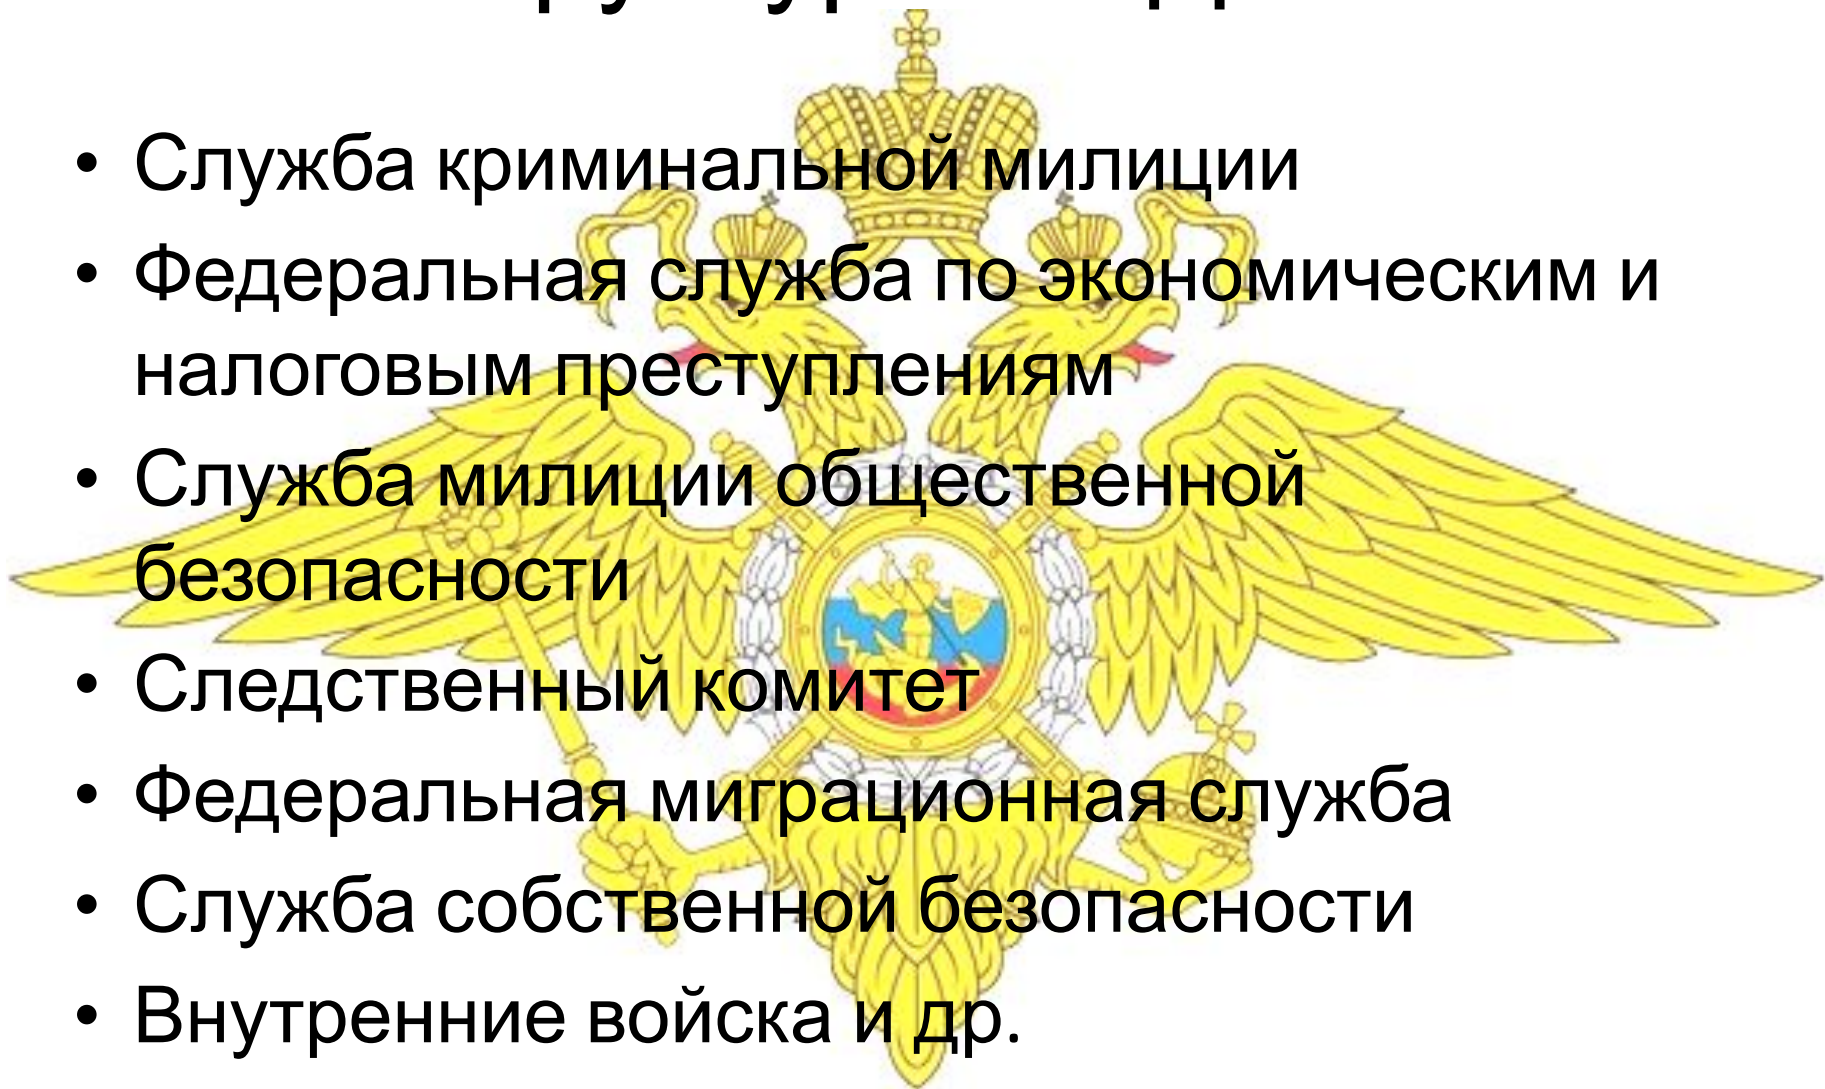 • Служба криминальной милиции
• Федеральная служба по экономическим и
налоговым преступлениям
• Служба милиции общественной
безопасности
• Следственный комитет
• Федеральная миграционная служба
• Служба собственной безопасности
• Внутренние войска и др.